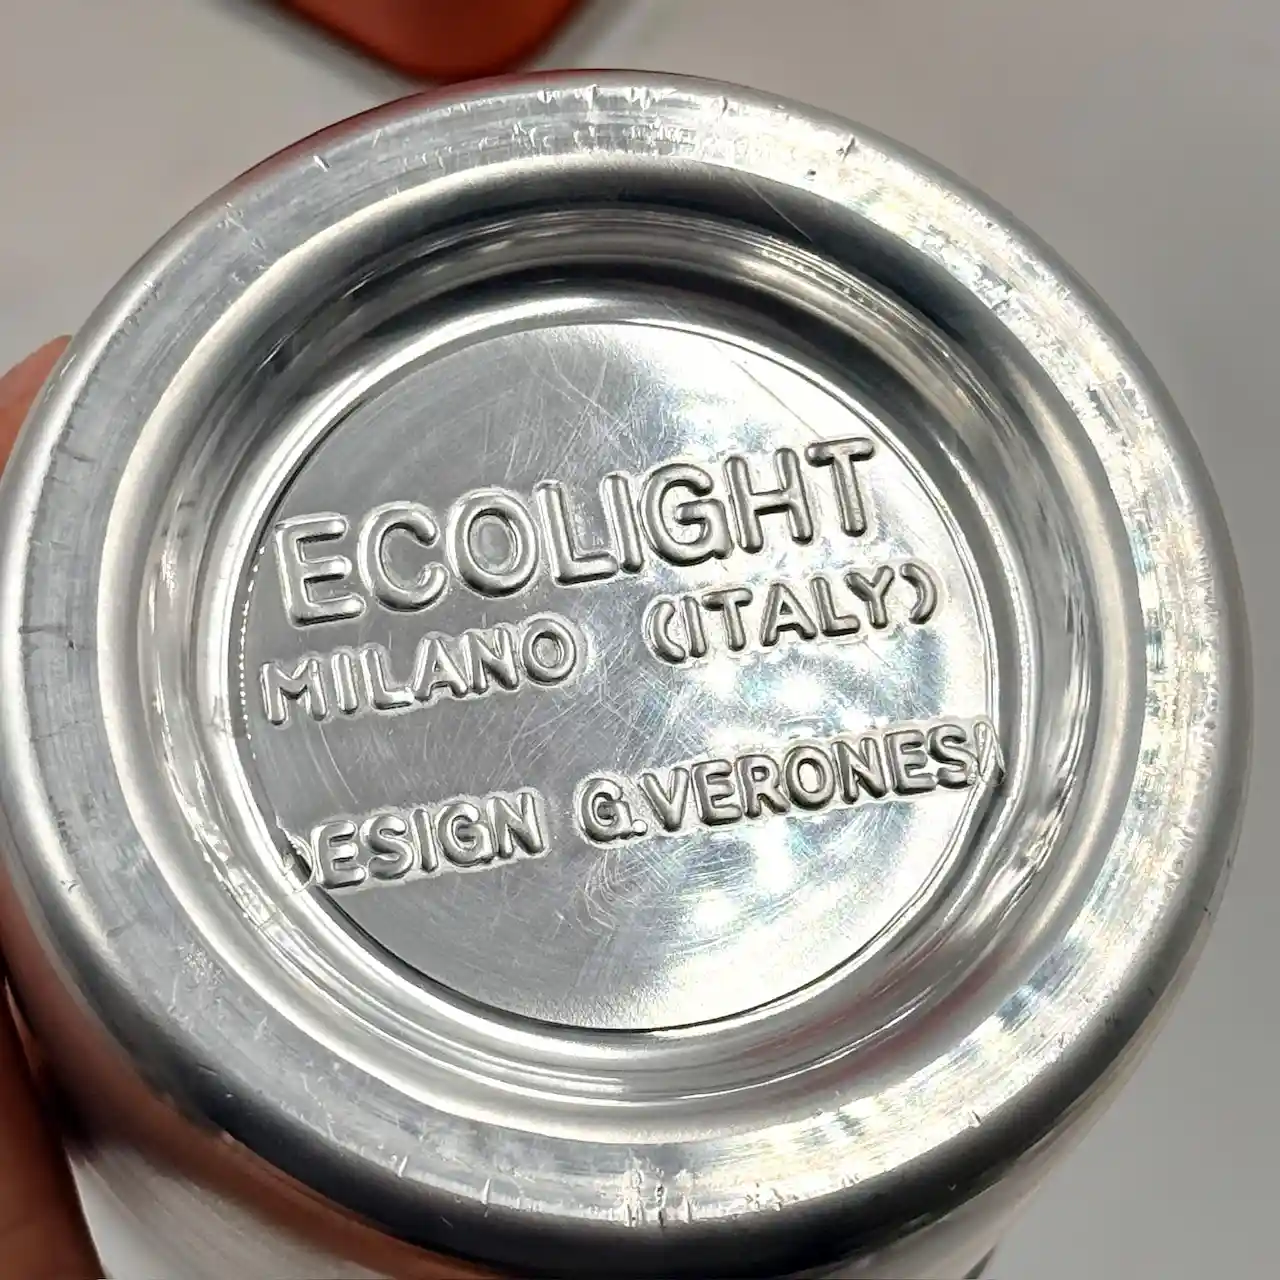 ECOLIGHT
MILANO (ITALY)
DESIGN G.VERONESI